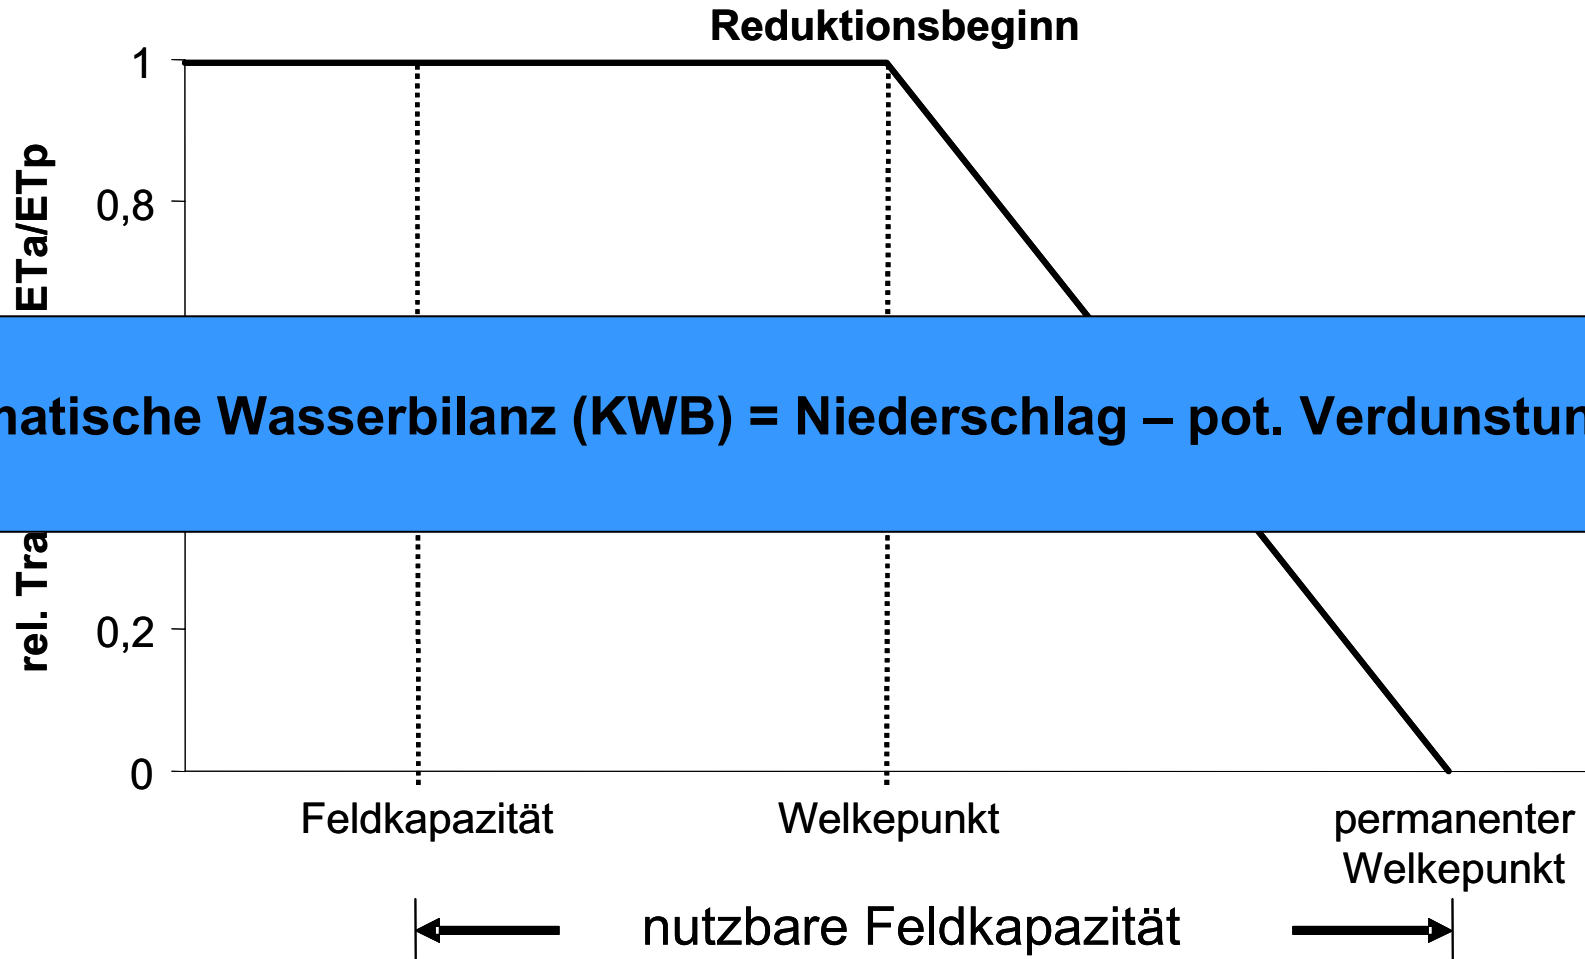 Reduktionsbeginn
1
0,8
ETa/ETp
matische Wasserbilanz (KWB) = Niederschlag – pot. Verdunstun
rel. Tra
0,2
0
Feldkapazität
Welkepunkt
permanenter
Welkepunkt
nutzbare Feldkapazität